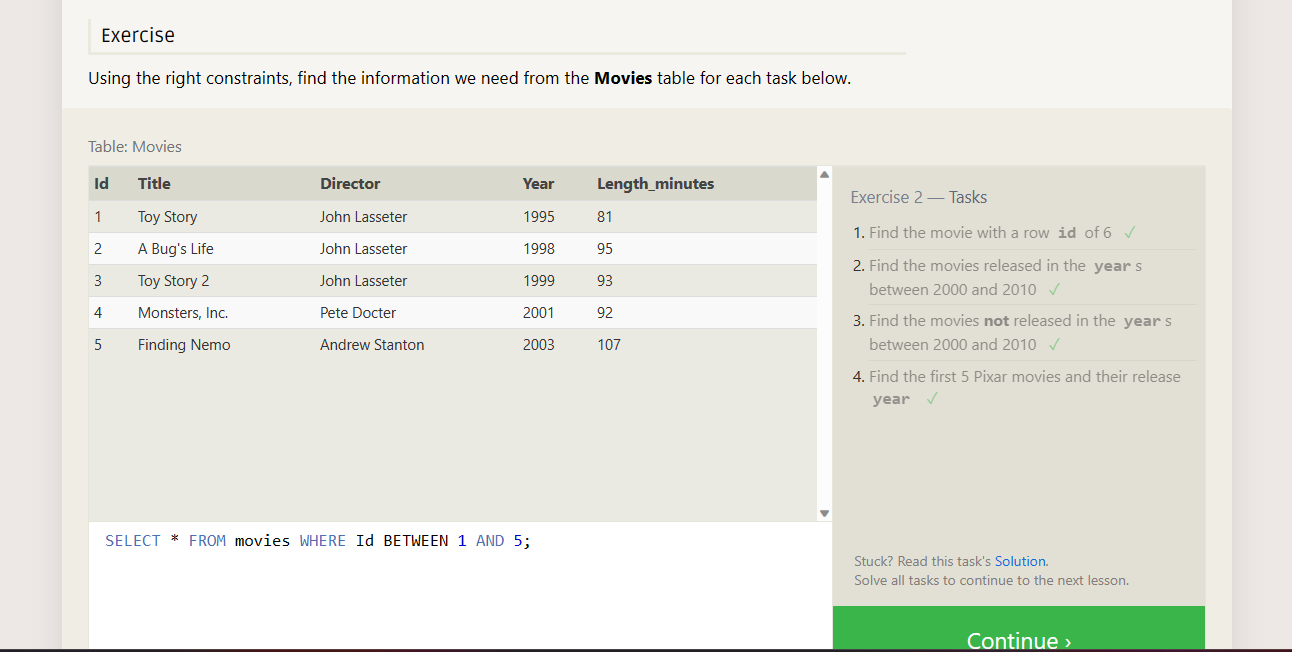 Exercise
Using the right constraints, find the information we need from the Movies table for each task below.
Table: Movies
Id Title Director Year Length_minutes
1 Toy Story John Lasseter 1995 81
2 A Bug's Life John Lasseter 1998 95
3 Toy Story 2 John Lasseter 1999 93
4 Monsters, Inc. Pete Docter 2001 92
5 Finding Nemo Andrew Stanton 2003 107
SELECT * FROM movies WHERE Id BETWEEN 1 AND 5;
Exercise 2 — Tasks
1. Find the movie with a row id of 6 ✓
2. Find the movies released in the year s
between 2000 and 2010 ✓
3. Find the movies not released in the year s
between 2000 and 2010 ✓
4. Find the first 5 Pixar movies and their release
year ✓
Stuck? Read this task's Solution.
Solve all tasks to continue to the next lesson.
Continue ›